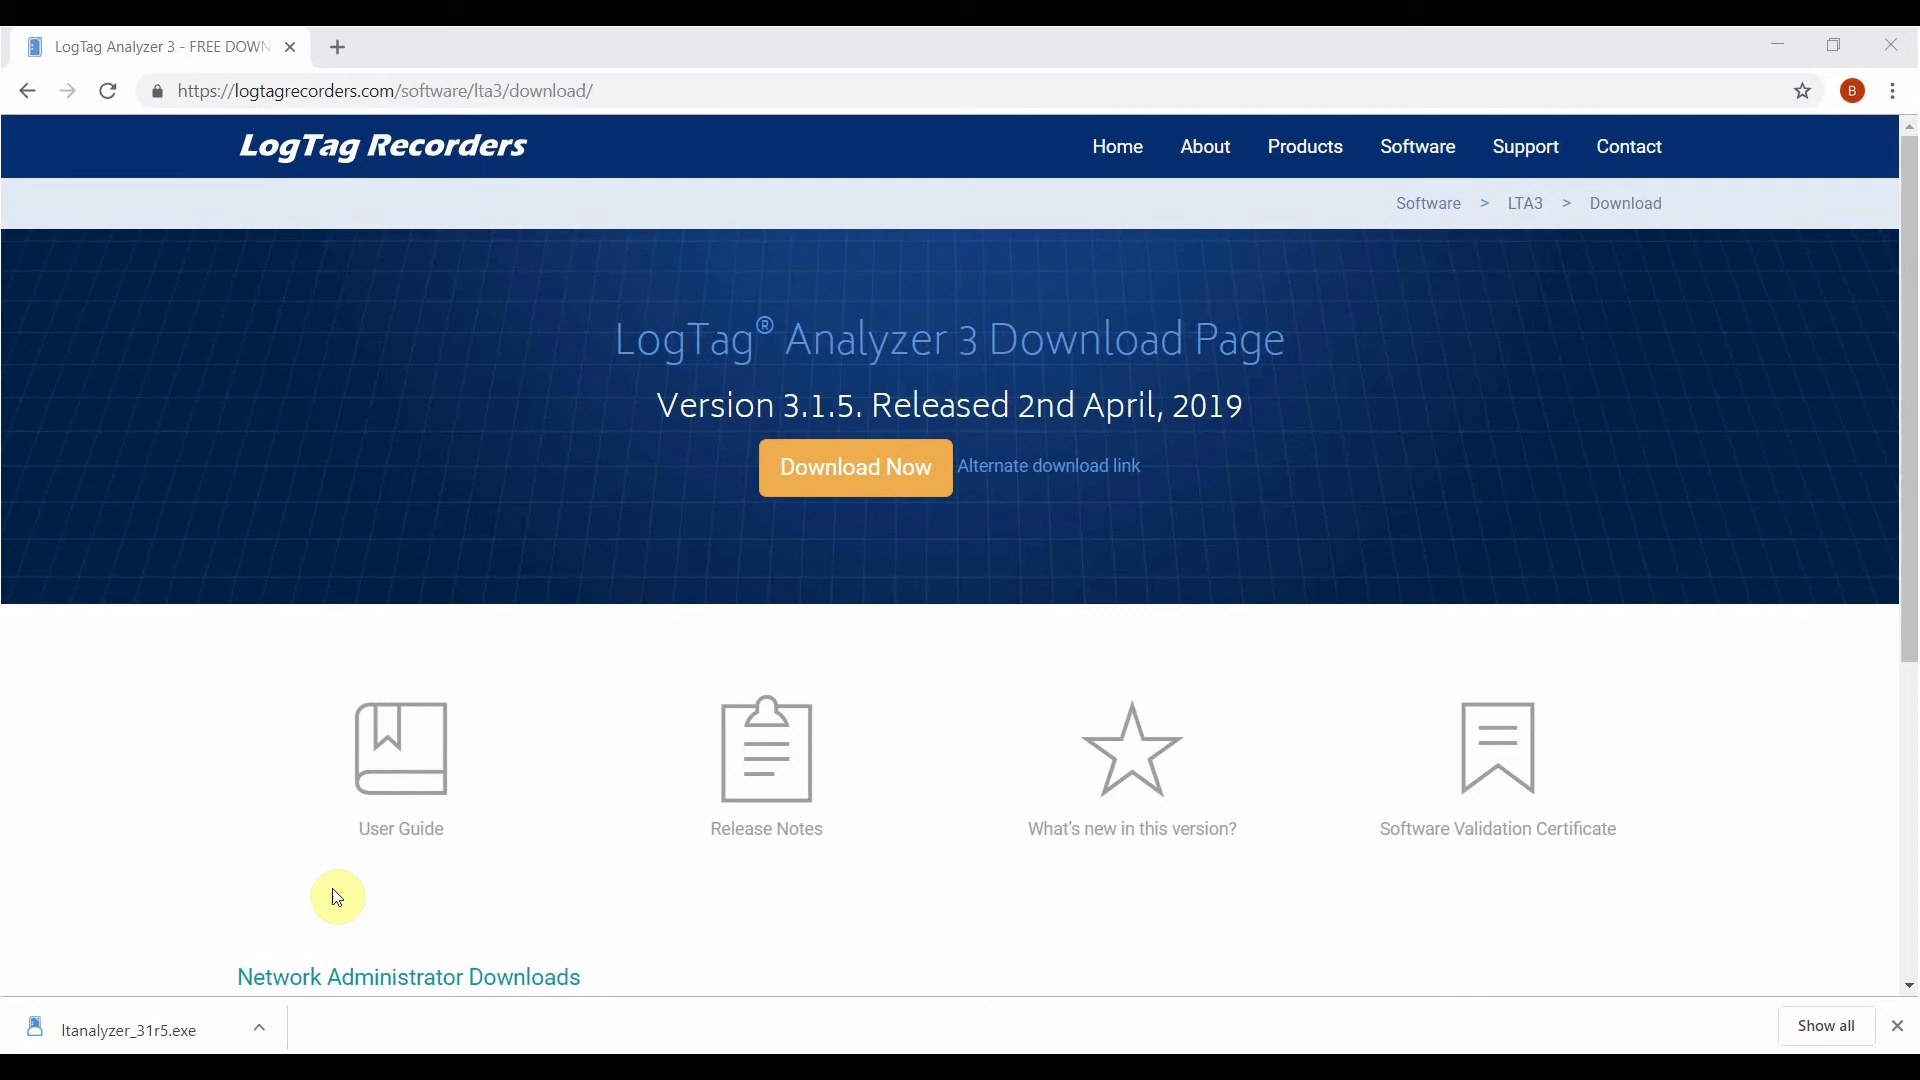 LogTag Analyzer 3 - FREE DOWN
https://logtagrecorders.com/software/lta3/download/
B
LogTag Recorders
Home About Products Software Support Contact
Software > LTA3 > Download
LogTag® Analyzer 3 Download Page
Version 3.1.5. Released 2nd April, 2019
Download Now Alternate download link
User Guide Release Notes What's new in this version? Software Validation Certificate
Network Administrator Downloads
ltanalyzer_31r5.exe Show all